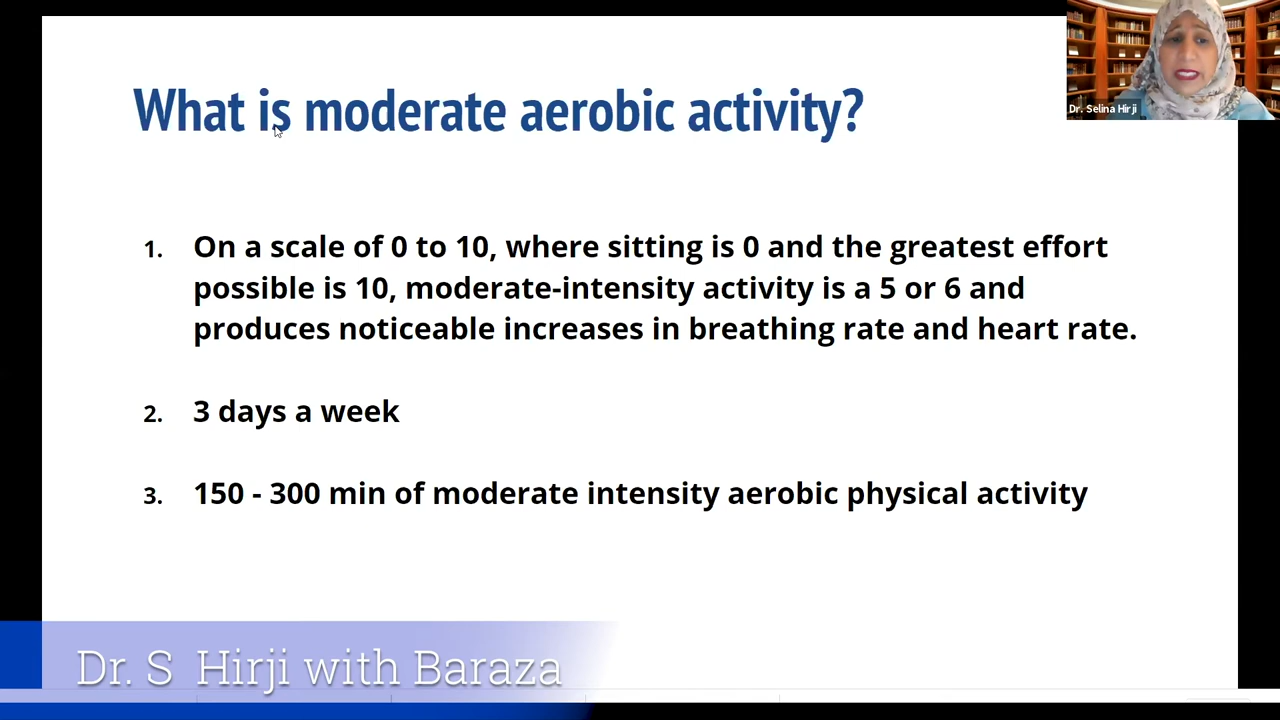 What is moderate aerobic activity?
Dr. Selina Hirji
1. On a scale of 0 to 10, where sitting is 0 and the greatest effort
possible is 10, moderate-intensity activity is a 5 or 6 and
produces noticeable increases in breathing rate and heart rate.
2. 3 days a week
3. 150 - 300 min of moderate intensity aerobic physical activity
Dr. S Hirji with Baraza